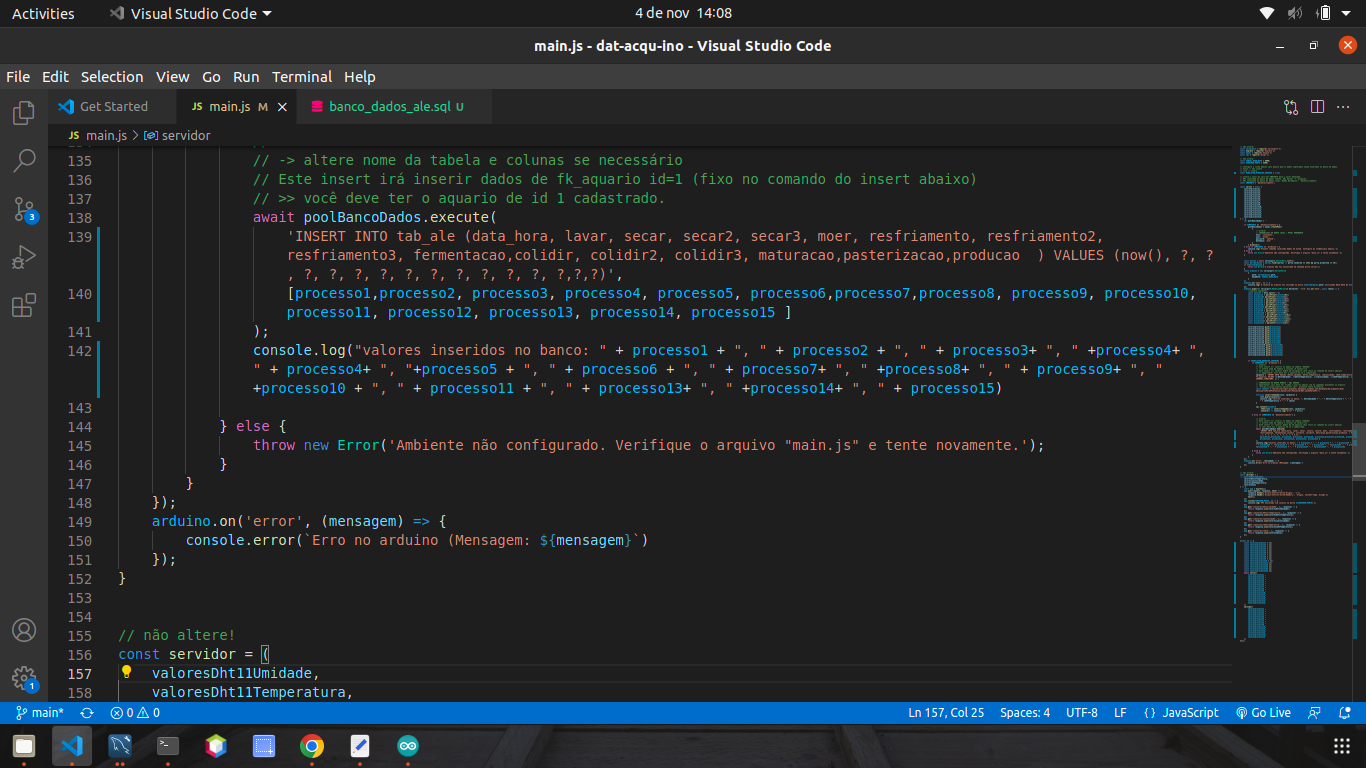 Activities
Visual Studio Code
4 de nov 14:08
main.js - dat-acqu-ino - Visual Studio Code
File Edit Selection View Go Run Terminal Help
Get Started
JS main.js M
banco_dados_ale.sql U
JS main.js > servidor
135 // -> altere nome da tabela e colunas se necessário
136 // Este insert irá inserir dados de fk_aquario id=1 (fixo no comando do insert abaixo)
137 // >> você deve ter o aquario de id 1 cadastrado.
138 await poolBancoDados.execute(
139 'INSERT INTO tab_ale (data_hora, lavar, secar, secar2, secar3, moer, resfriamento, resfriamento2,
resfriamento3, fermentacao,colidir, colidir2, colidir3, maturacao,pasterizacao,producao ) VALUES (now(), ?, ?
, ?, ?, ?, ?, ?, ?, ?, ?, ?, ?,?,?)',
140 [processo1,processo2, processo3, processo4, processo5, processo6,processo7,processo8, processo9, processo10,
processo11, processo12, processo13, processo14, processo15 ]
141 );
142 console.log("valores inseridos no banco: " + processo1 + ", " + processo2 + ", " + processo3+ ", " +processo4+ ",
" + processo4+ ", "+processo5 + ", " + processo6 + ", " + processo7+ ", " +processo8+ ", " + processo9+ ", "
+processo10 + ", " + processo11 + ", " + processo13+ ", " +processo14+ ", " + processo15)
143
144 } else {
145 throw new Error('Ambiente não configurado. Verifique o arquivo "main.js" e tente novamente.');
146 }
147 }
148 });
149 arduino.on('error', (mensagem) => {
150 console.error(`Erro no arduino (Mensagem: ${mensagem}`)
151 });
152 }
153
154
155 // não altere!
156 const servidor = (
157 valoresDht11Umidade,
158 valoresDht11Temperatura,
3
1
main*
0 0
Ln 157, Col 25
Spaces: 4
UTF-8
LF
{} JavaScript
Go Live